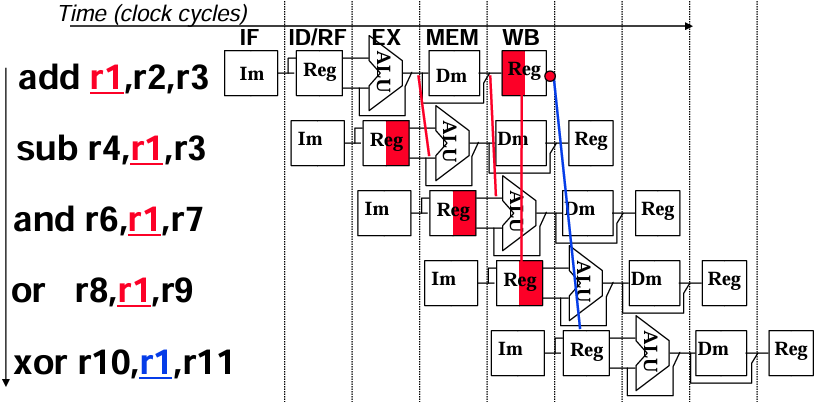 Time (clock cycles)
IF ID/RF EX MEM WB
add r1,r2,r3 Im Reg ALU Dm Reg
sub r4,r1,r3 Im Reg ALU Dm Reg
and r6,r1,r7 Im Reg ALU Dm Reg
or r8,r1,r9 Im Reg ALU Dm Reg
xor r10,r1,r11 Im Reg ALU Dm Reg